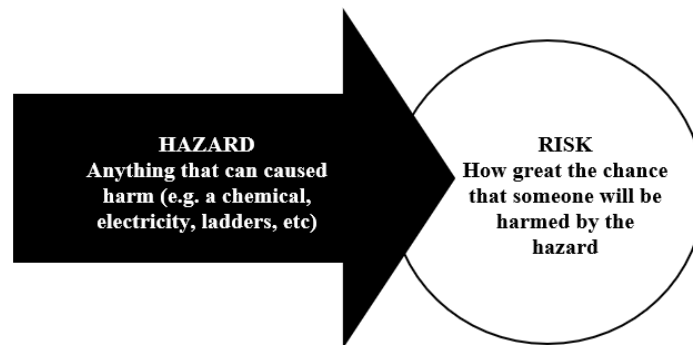 HAZARD
Anything that can caused
harm (e.g. a chemical,
electricity, ladders, etc)
RISK
How great the chance
that someone will be
harmed by the
hazard